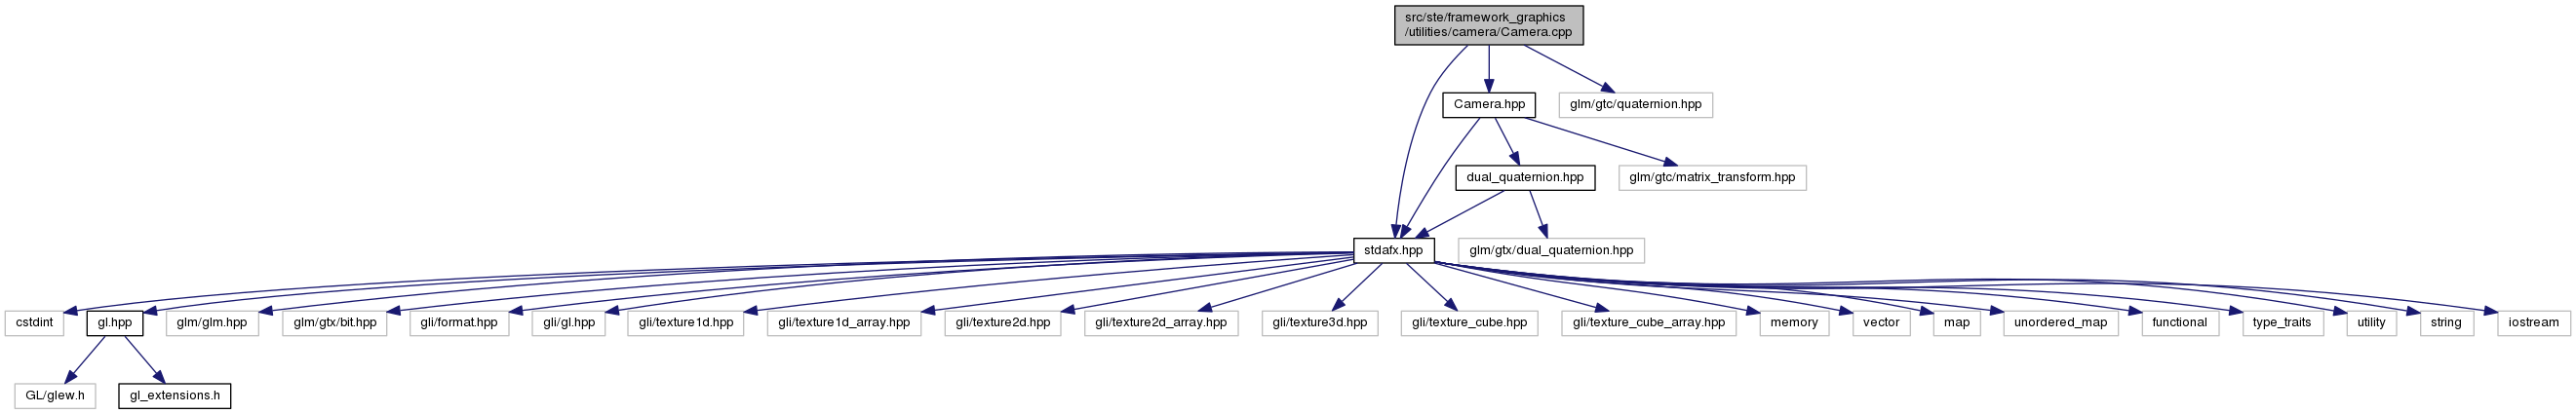 src/ste/framework_graphics
/utilities/camera/Camera.cpp
Camera.hpp
glm/gtc/quaternion.hpp
dual_quaternion.hpp
glm/gtc/matrix_transform.hpp
stdafx.hpp
glm/gtx/dual_quaternion.hpp
cstdint
gl.hpp
glm/glm.hpp
glm/gtx/bit.hpp
gli/format.hpp
gli/gl.hpp
gli/texture1d.hpp
gli/texture1d_array.hpp
gli/texture2d.hpp
gli/texture2d_array.hpp
gli/texture3d.hpp
gli/texture_cube.hpp
gli/texture_cube_array.hpp
memory
vector
map
unordered_map
functional
type_traits
utility
string
iostream
GL/glew.h
gl_extensions.h